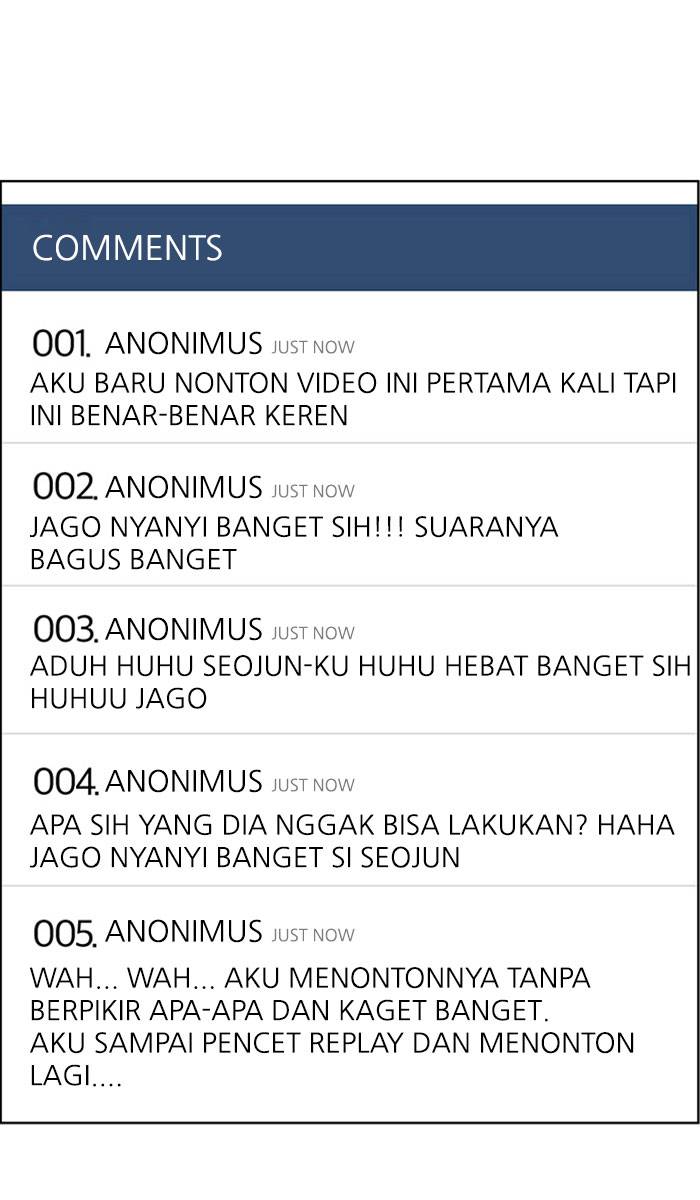 COMMENTS
001. ANONIMUS JUST NOW
AKU BARU NONTON VIDEO INI PERTAMA KALI TAPI
INI BENAR-BENAR KEREN
002. ANONIMUS JUST NOW
JAGO NYANYI BANGET SIH!!! SUARANYA
BAGUS BANGET
003. ANONIMUS JUST NOW
ADUH HUHU SEOJUN-KU HUHU HEBAT BANGET SIH
HUHUU JAGO
004. ANONIMUS JUST NOW
APA SIH YANG DIA NGGAK BISA LAKUKAN? HAHA
JAGO NYANYI BANGET SI SEOJUN
005. ANONIMUS JUST NOW
WAH... WAH... AKU MENONTONNYA TANPA
BERPIKIR APA-APA DAN KAGET BANGET.
AKU SAMPAI PENCET REPLAY DAN MENONTON
LAGI....